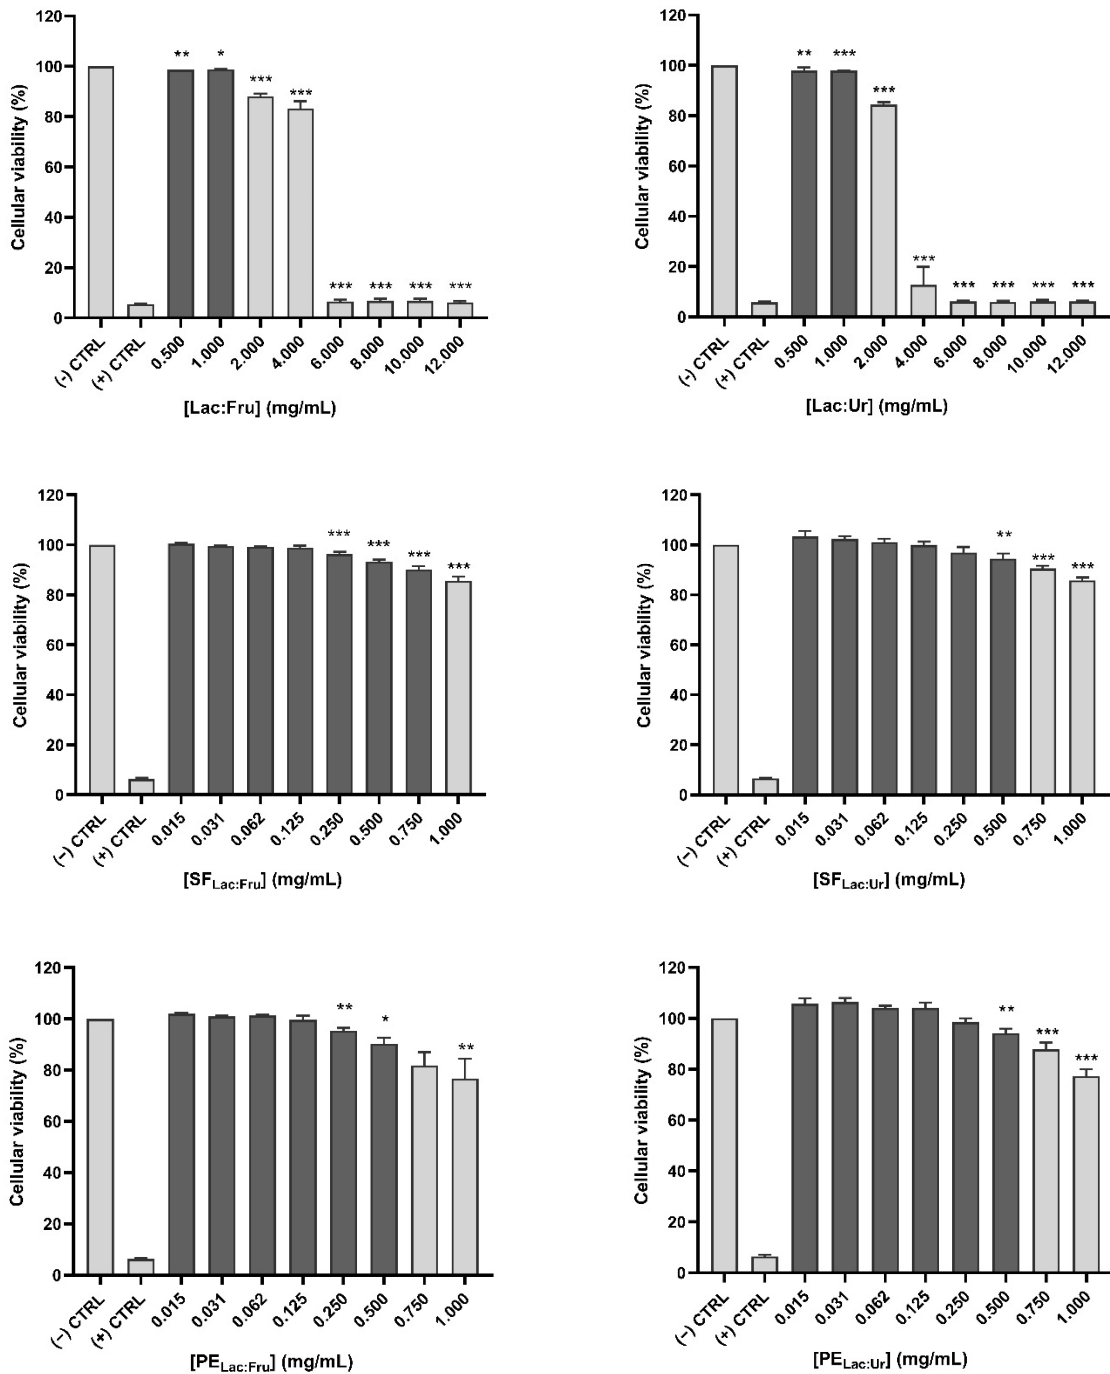 120
100
80
60
40
20
0
Cellular viability (%)
** * *** *** *** *** *** ***
(-) CTRL (+) CTRL 0.500 1.000 2.000 4.000 6.000 8.000 10.000 12.000
[Lac:Fru] (mg/mL)
120
100
80
60
40
20
0
Cellular viability (%)
** *** *** *** *** *** *** ***
(-) CTRL (+) CTRL 0.500 1.000 2.000 4.000 6.000 8.000 10.000 12.000
[Lac:Ur] (mg/mL)
120
100
80
60
40
20
0
Cellular viability (%)
*** *** *** ***
(−) CTRL (+) CTRL 0.015 0.031 0.062 0.125 0.250 0.500 0.750 1.000
[SFLac:Fru] (mg/mL)
120
100
80
60
40
20
0
Cellular viability (%)
** *** ***
(−) CTRL (+) CTRL 0.015 0.031 0.062 0.125 0.250 0.500 0.750 1.000
[SFLac:Ur] (mg/mL)
120
100
80
60
40
20
0
Cellular viability (%)
** * **
(−) CTRL (+) CTRL 0.015 0.031 0.062 0.125 0.250 0.500 0.750 1.000
[PELac:Fru] (mg/mL)
120
100
80
60
40
20
0
Cellular viability (%)
** *** ***
(−) CTRL (+) CTRL 0.015 0.031 0.062 0.125 0.250 0.500 0.750 1.000
[PELac:Ur] (mg/mL)